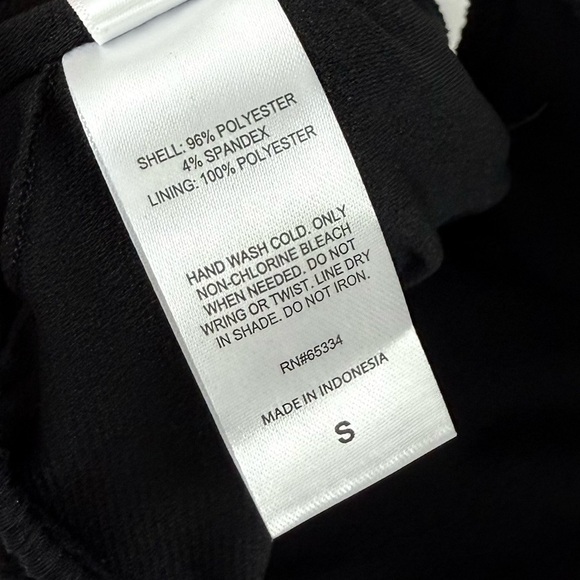 SHELL: 96% POLYESTER
4% SPANDEX
LINING: 100% POLYESTER
HAND WASH COLD. ONLY
NON-CHLORINE BLEACH
WHEN NEEDED. DO NOT
WRING OR TWIST. LINE DRY
IN SHADE. DO NOT IRON.
RN#65334
MADE IN INDONESIA
S